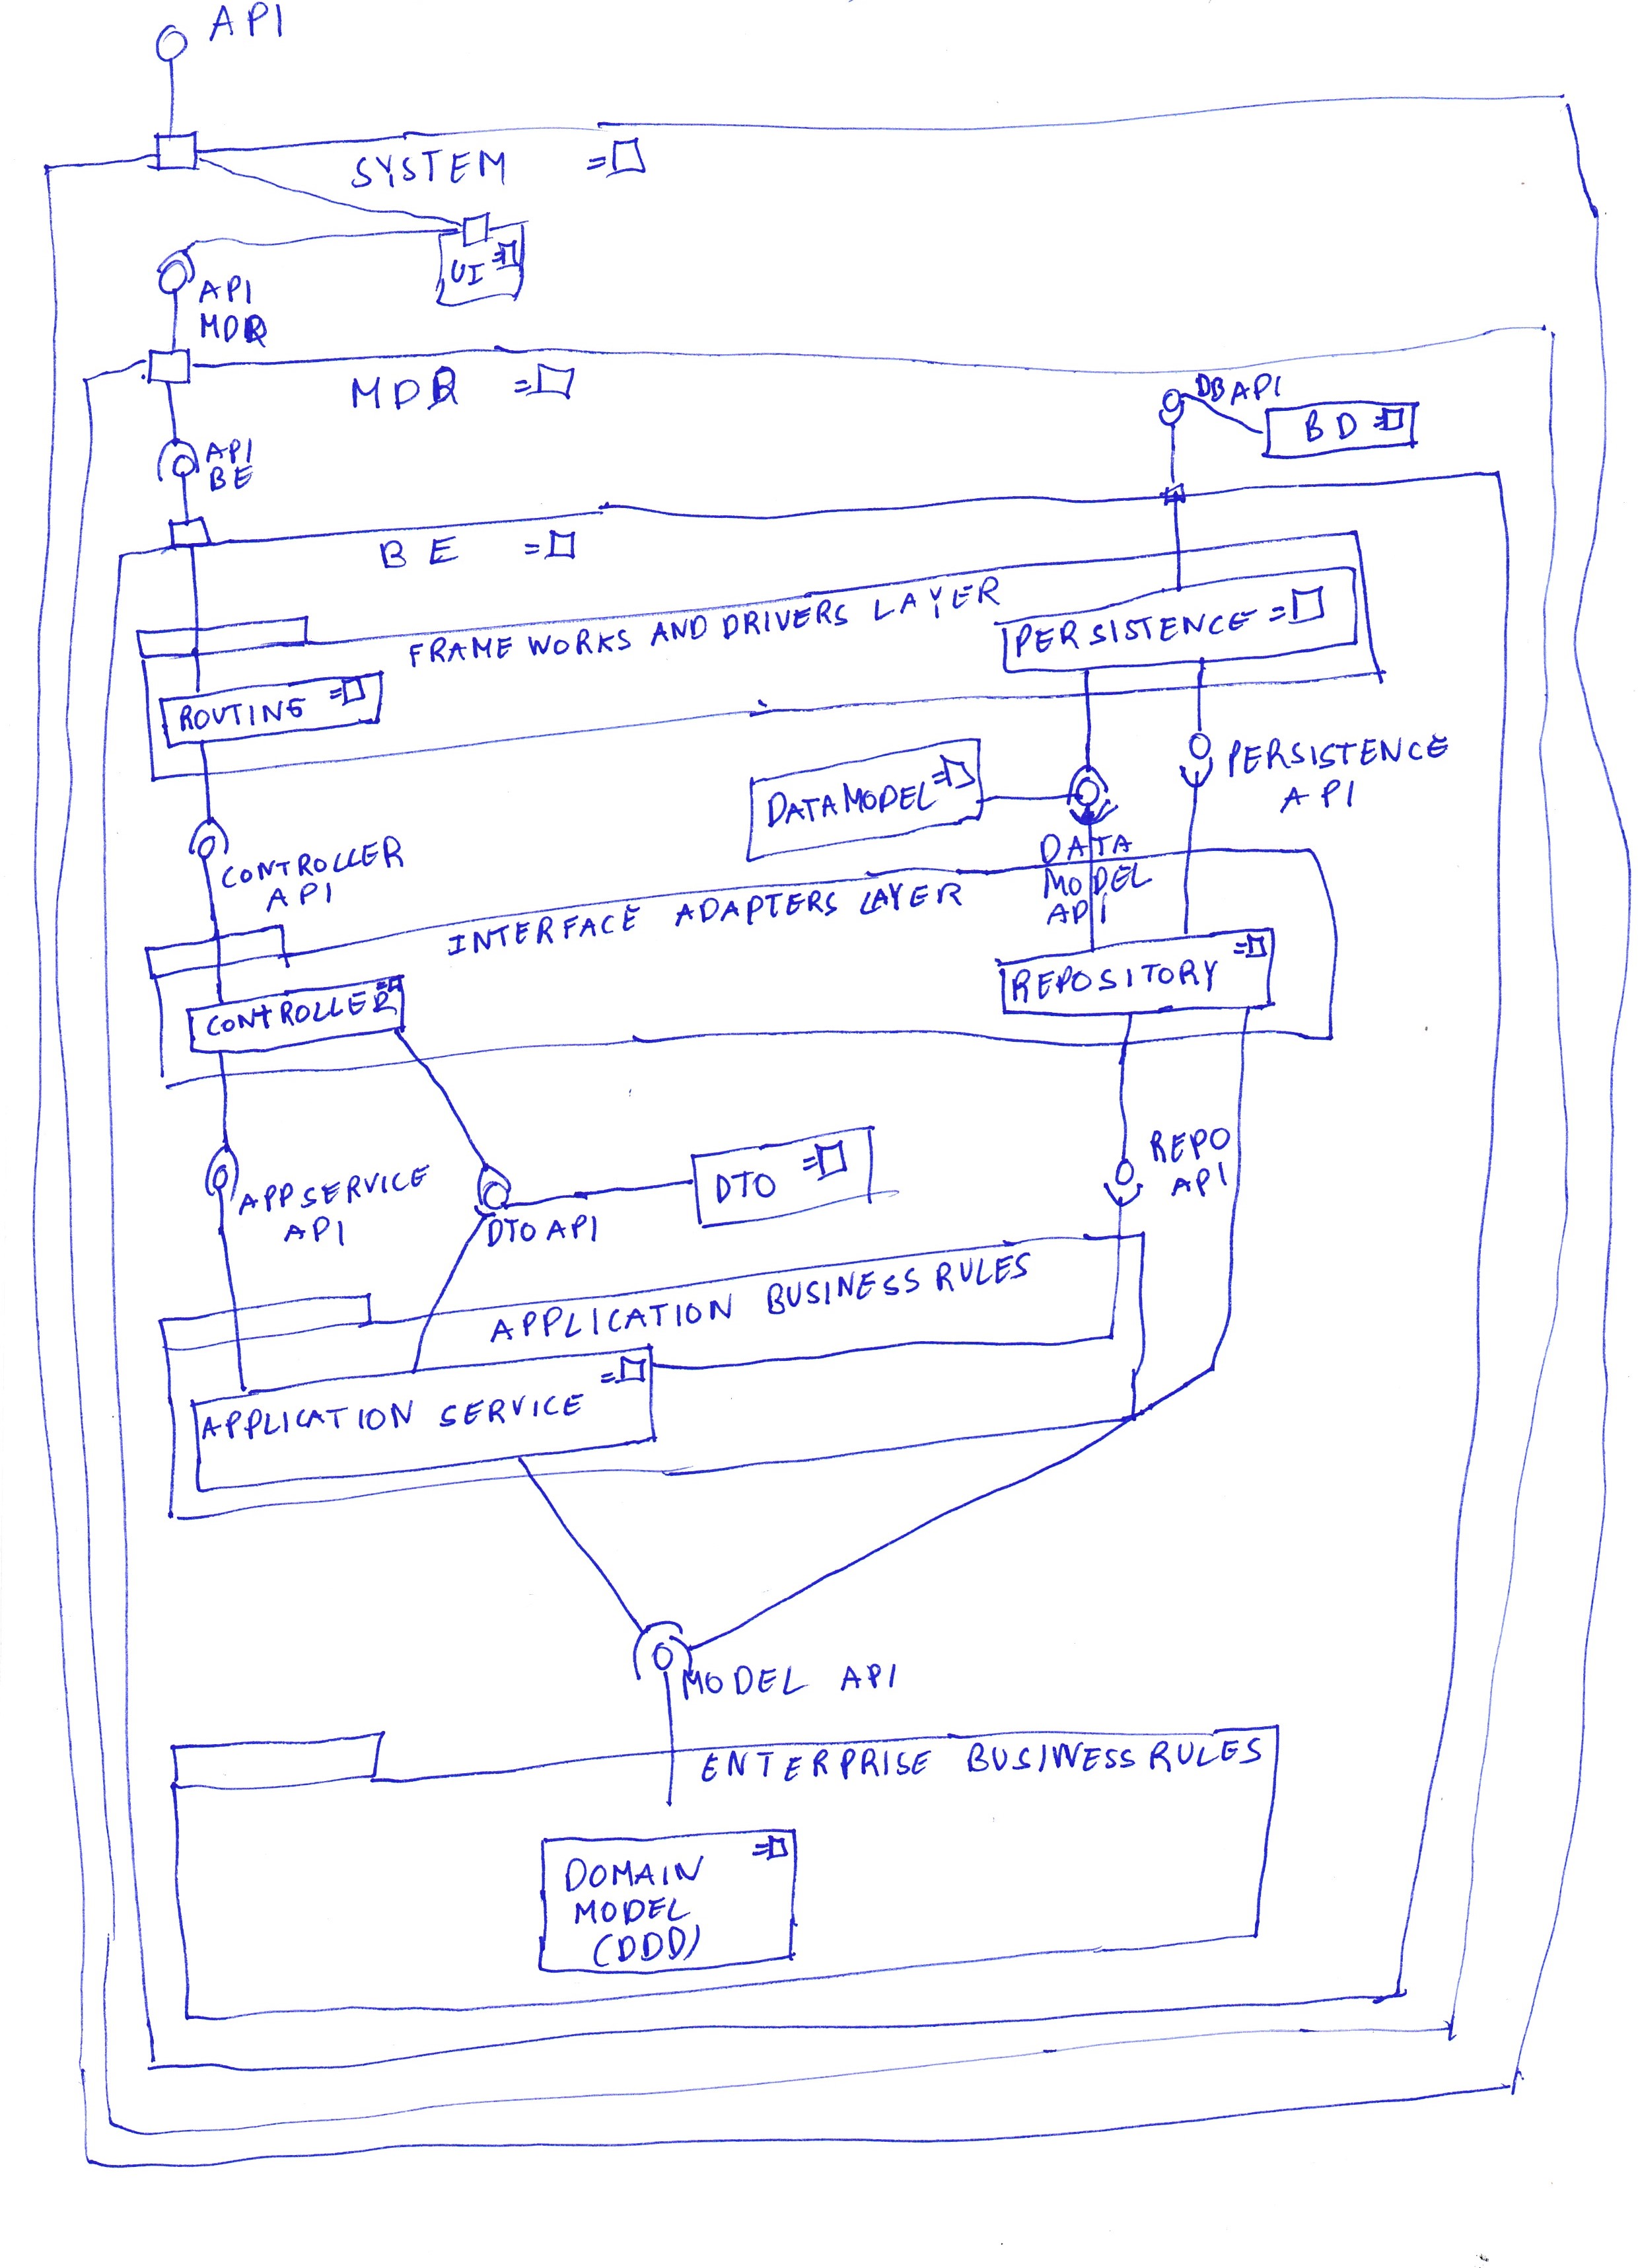 API
SYSTEM
UI
API
MDR
MDR
DB API
BD
API
BE
BE
FRAMEWORKS AND DRIVERS LAYER
PERSISTENCE
ROUTING
PERSISTENCE
API
DATAMODEL
DATA
MODEL
API
CONTROLLER
API
INTERFACE ADAPTERS LAYER
REPOSITORY
CONTROLLER
REPO
API
APPSERVICE
API
DTO
DTO API
APPLICATION BUSINESS RULES
APPLICATION SERVICE
MODEL API
ENTERPRISE BUSINESS RULES
DOMAIN
MODEL
(DDD)